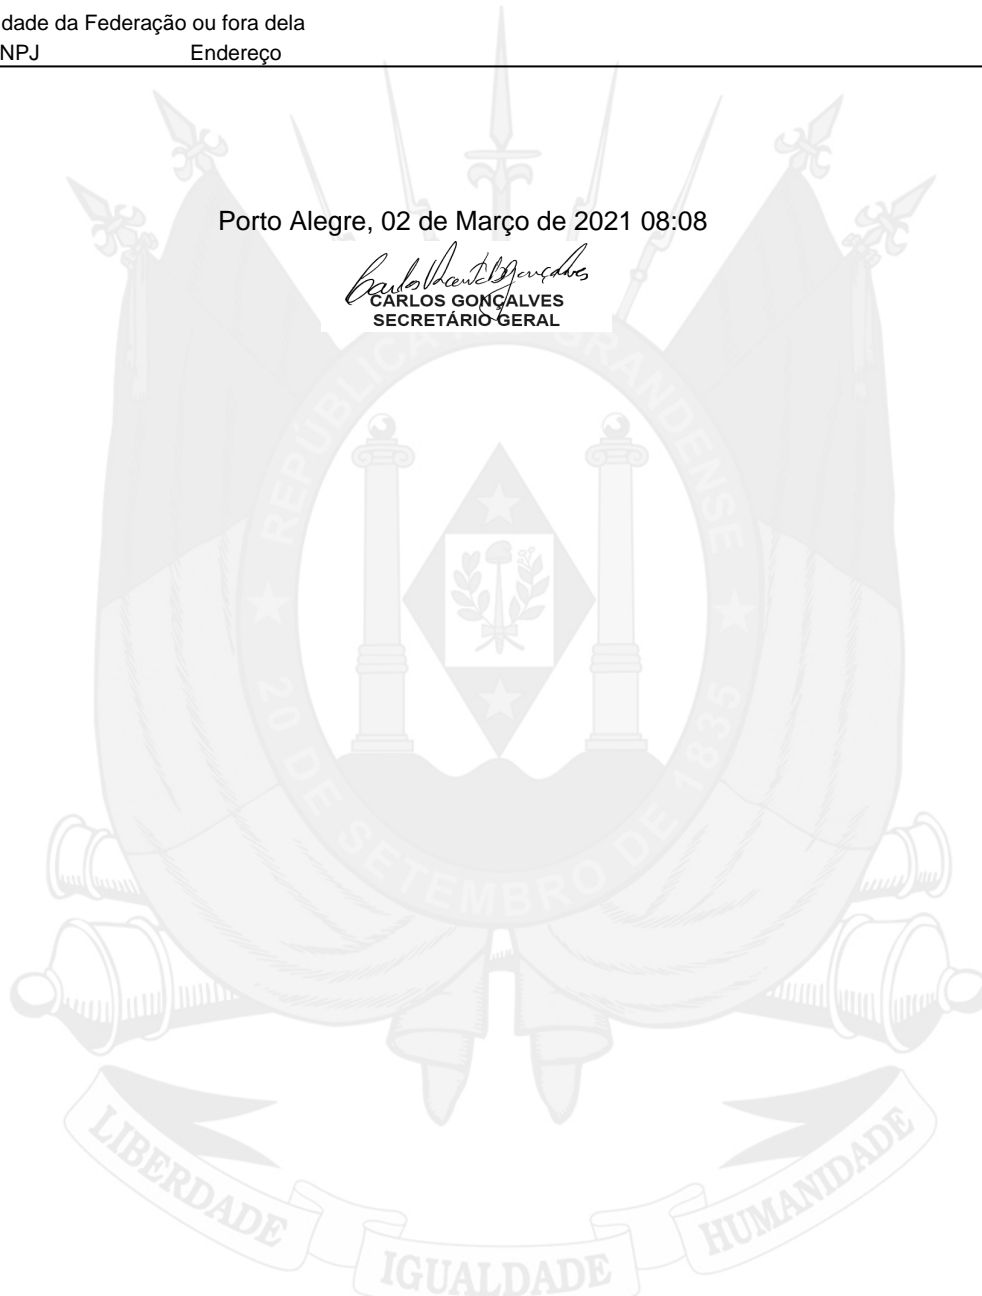 dade da Federação ou fora dela
NPJ Endereço
Porto Alegre, 02 de Março de 2021 08:08
CARLOS GONÇALVES
SECRETÁRIO GERAL
REPÚBLICA RIO-GRANDENSE
20 DE SETEMBRO DE 1835
LIBERDADE
IGUALDADE
HUMANIDADE